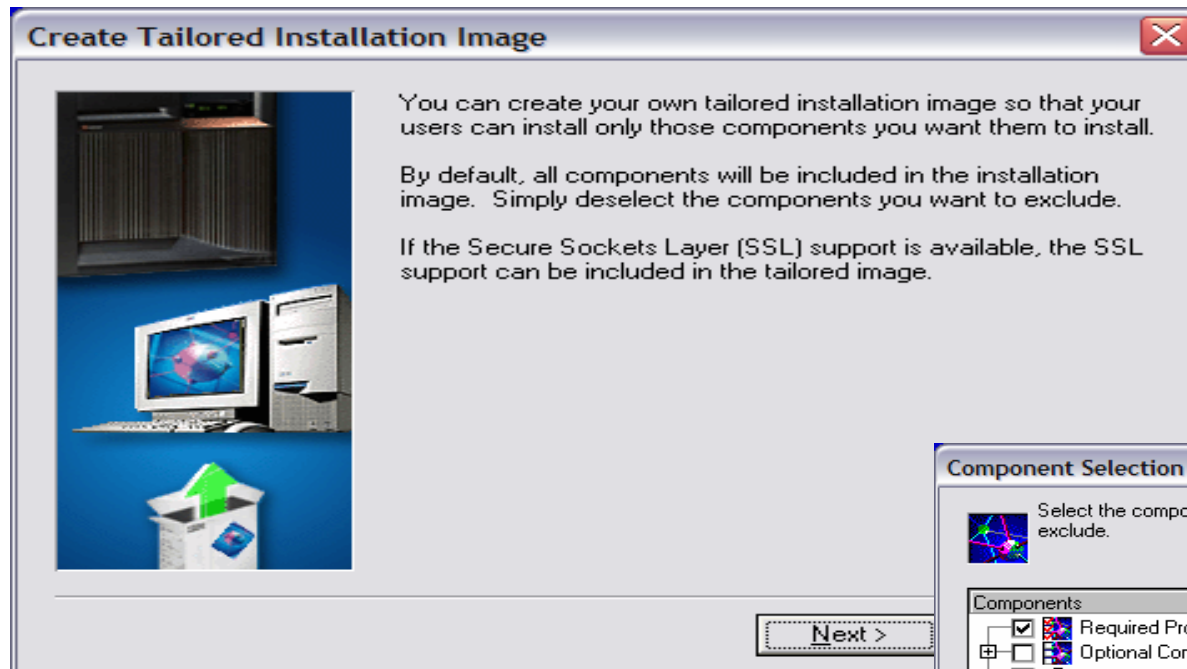 Create Tailored Installation Image
You can create your own tailored installation image so that your
users can install only those components you want them to install.
By default, all components will be included in the installation
image. Simply deselect the components you want to exclude.
If the Secure Sockets Layer (SSL) support is available, the SSL
support can be included in the tailored image.
Next >
Component Selection
Select the compo
exclude.
Components
Required Pro
Optional Con